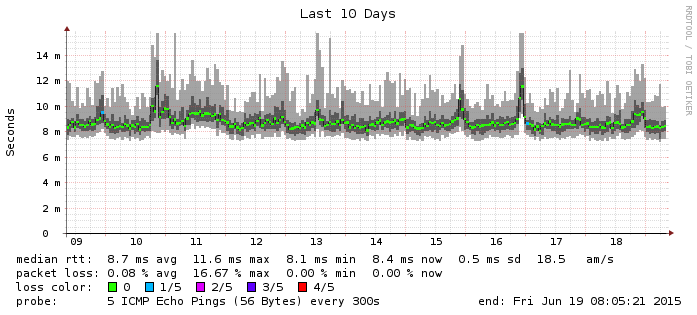 Last 10 Days
RRDTOOL / TOBI OETIKER
Seconds
14 m
12 m
10 m
8 m
6 m
4 m
2 m
0
09 10 11 12 13 14 15 16 17 18
median rtt: 8.7 ms avg 11.6 ms max 8.1 ms min 8.4 ms now 0.5 ms sd 18.5 am/s
packet loss: 0.08 % avg 16.67 % max 0.00 % min 0.00 % now
loss color: 0 1/5 2/5 3/5 4/5
probe: 5 ICMP Echo Pings (56 Bytes) every 300s end: Fri Jun 19 08:05:21 2015